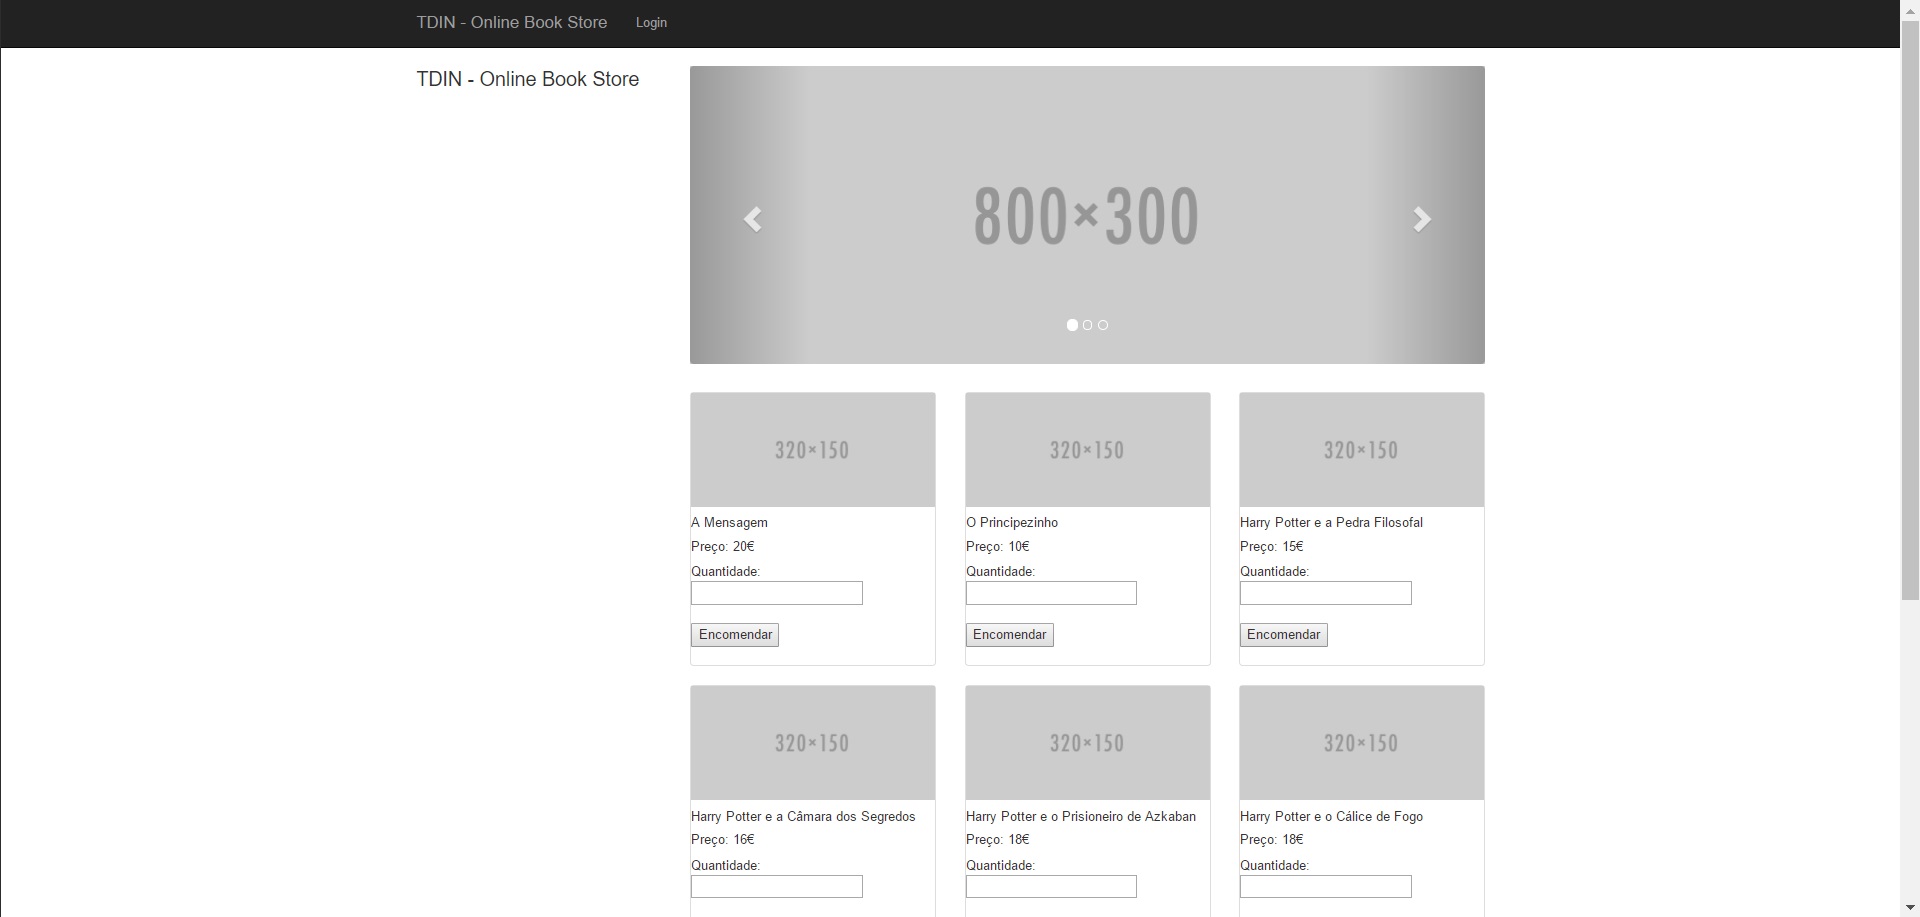 TDIN - Online Book Store Login
TDIN - Online Book Store
800×300
320×150
A Mensagem
Preço: 20€
Quantidade:
Encomendar
320×150
O Principezinho
Preço: 10€
Quantidade:
Encomendar
320×150
Harry Potter e a Pedra Filosofal
Preço: 15€
Quantidade:
Encomendar
320×150
Harry Potter e a Câmara dos Segredos
Preço: 16€
Quantidade:
320×150
Harry Potter e o Prisioneiro de Azkaban
Preço: 18€
Quantidade:
320×150
Harry Potter e o Cálice de Fogo
Preço: 18€
Quantidade: